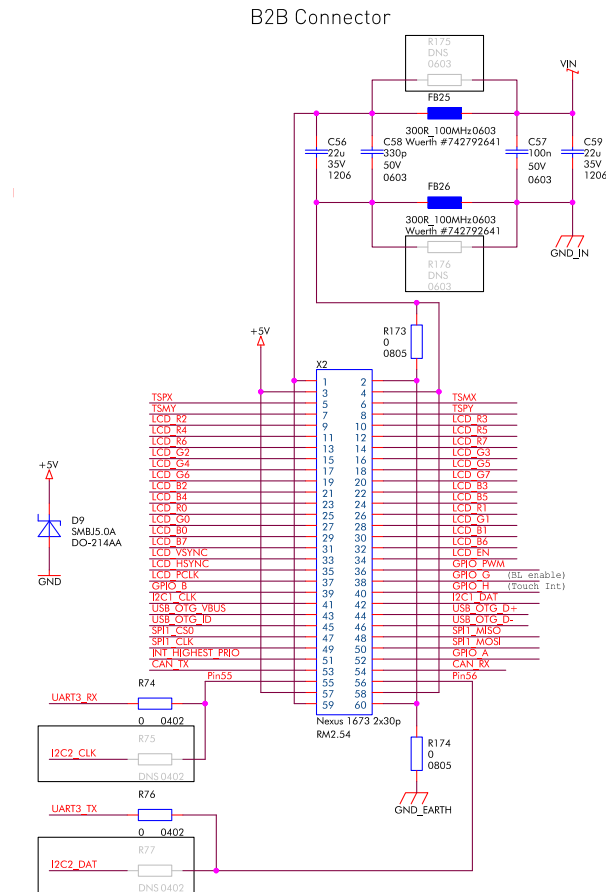 B2B Connector
R175
DNS
0603
VIN
FB25
300R_100MHz0603
Wuerth #742792641
C56
22u
35V
1206
C58
330p
50V
0603
C57
100n
50V
0603
C59
22u
35V
1206
FB26
300R_100MHz0603
Wuerth #742792641
R176
DNS
0603
GND_IN
+5V
R173
0
0805
X2
1 2
3 4
TSPX 5 6 TSMX
TSMY 7 8 TSPY
LCD_R2 9 10 LCD_R3
LCD_R4 11 12 LCD_R5
LCD_R6 13 14 LCD_R7
LCD_G2 15 16 LCD_G3
LCD_G4 17 18 LCD_G5
LCD_G6 19 20 LCD_G7
LCD_B2 21 22 LCD_B3
LCD_B4 23 24 LCD_B5
LCD_R0 25 26 LCD_R1
LCD_G0 27 28 LCD_G1
LCD_B0 29 30 LCD_B1
LCD_B7 31 32 LCD_B6
LCD_VSYNC 33 34 LCD_EN
LCD_HSYNC 35 36 GPIO_PWM
LCD_PCLK 37 38 GPIO_G (BL enable)
GPIO_B 39 40 GPIO_H (Touch Int)
I2C1_CLK 41 42 I2C1_DAT
USB_OTG_VBUS 43 44 USB_OTG_D+
USB_OTG_ID 45 46 USB_OTG_D-
SPI1_CS0 47 48 SPI1_MISO
SPI1_CLK 49 50 SPI1_MOSI
INT_HIGHEST_PRIO 51 52 GPIO_A
CAN_TX 53 54 CAN_RX
Pin55 55 56 Pin56
57 58
59 60
Nexus 1673 2x30p
RM2.54
+5V
D9
SMBJ5.0A
DO-214AA
GND
R74
UART3_RX
0 0402
R75
I2C2_CLK
DNS 0402
R76
UART3_TX
0 0402
R77
I2C2_DAT
DNS 0402
R174
0
0805
GND_EARTH